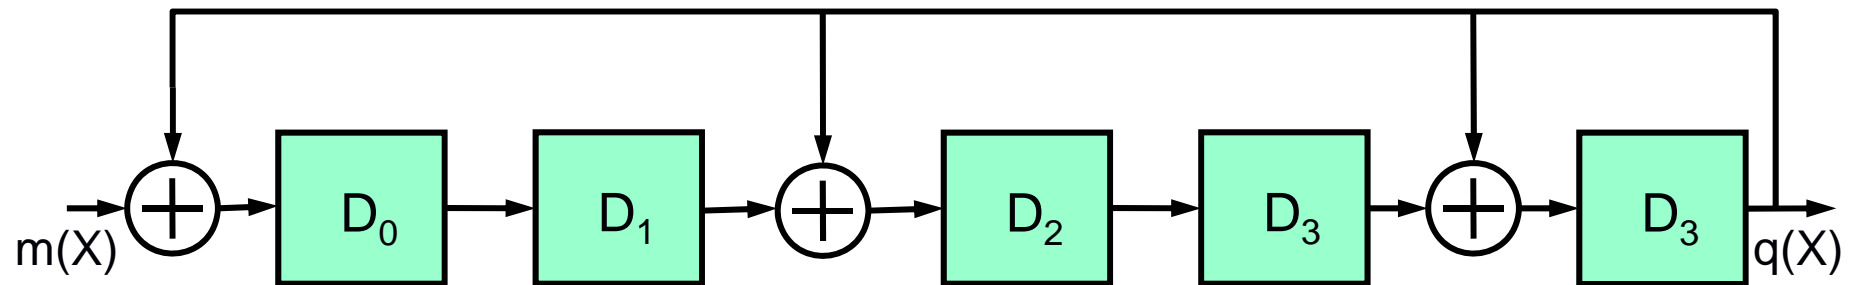 D₀ D₁ D₂ D₃ D₃
m(X) q(X)